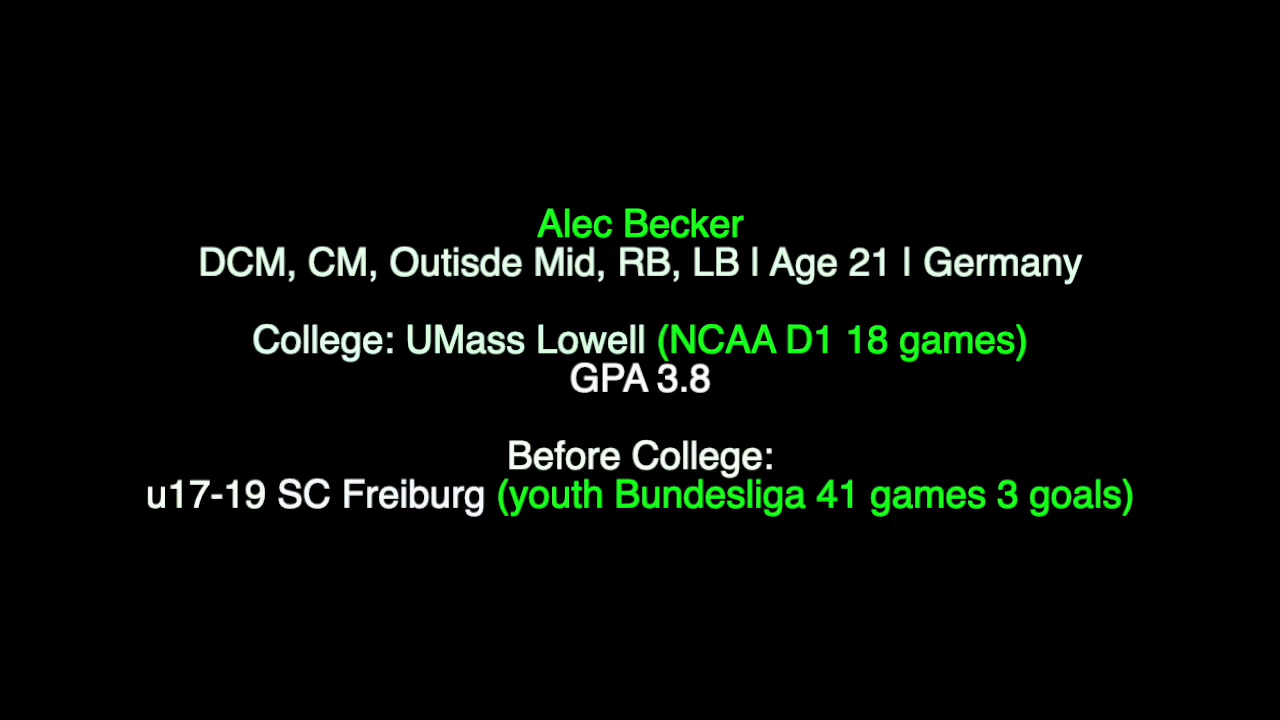 Alec Becker
DCM, CM, Outisde Mid, RB, LB | Age 21 | Germany
College: UMass Lowell (NCAA D1 18 games)
GPA 3.8
Before College:
u17-19 SC Freiburg (youth Bundesliga 41 games 3 goals)